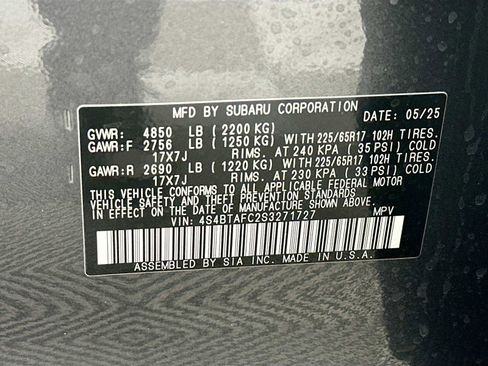 MFD BY SUBARU CORPORATION DATE: 05/25
GVWR: 4850 LB ( 2200 KG)
GAWR:F 2756 LB ( 1250 KG) WITH 225/65R17 102H TIRES.
17X7J RIMS. AT 240 KPA ( 35 PSI) COLD
GAWR:R 2690 LB ( 1220 KG) WITH 225/65R17 102H TIRES.
17X7J RIMS. AT 230 KPA ( 33 PSI) COLD
THIS VEHICLE CONFORMS TO ALL APPLICABLE FEDERAL MOTOR
VEHICLE SAFETY AND THEFT PREVENTION STANDARDS IN EFFECT ON THE
DATE OF MANUFACTURE SHOWN ABOVE.
VIN: 4S4BTAFC2S3271727 MPV
ASSEMBLED BY SIA INC. MADE IN U.S.A.